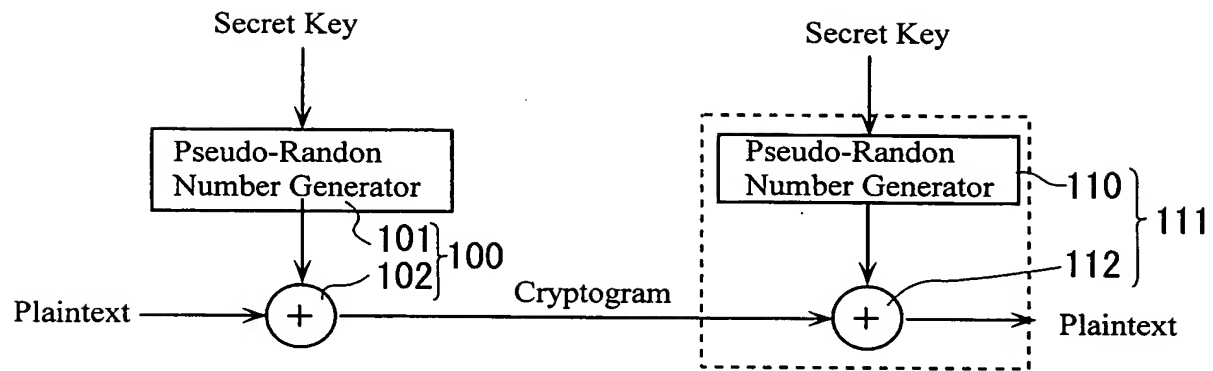 Secret Key
Pseudo-Randon
Number Generator
101
102
100
Plaintext
+
Cryptogram
Secret Key
Pseudo-Randon
Number Generator
110
111
112
+
Plaintext